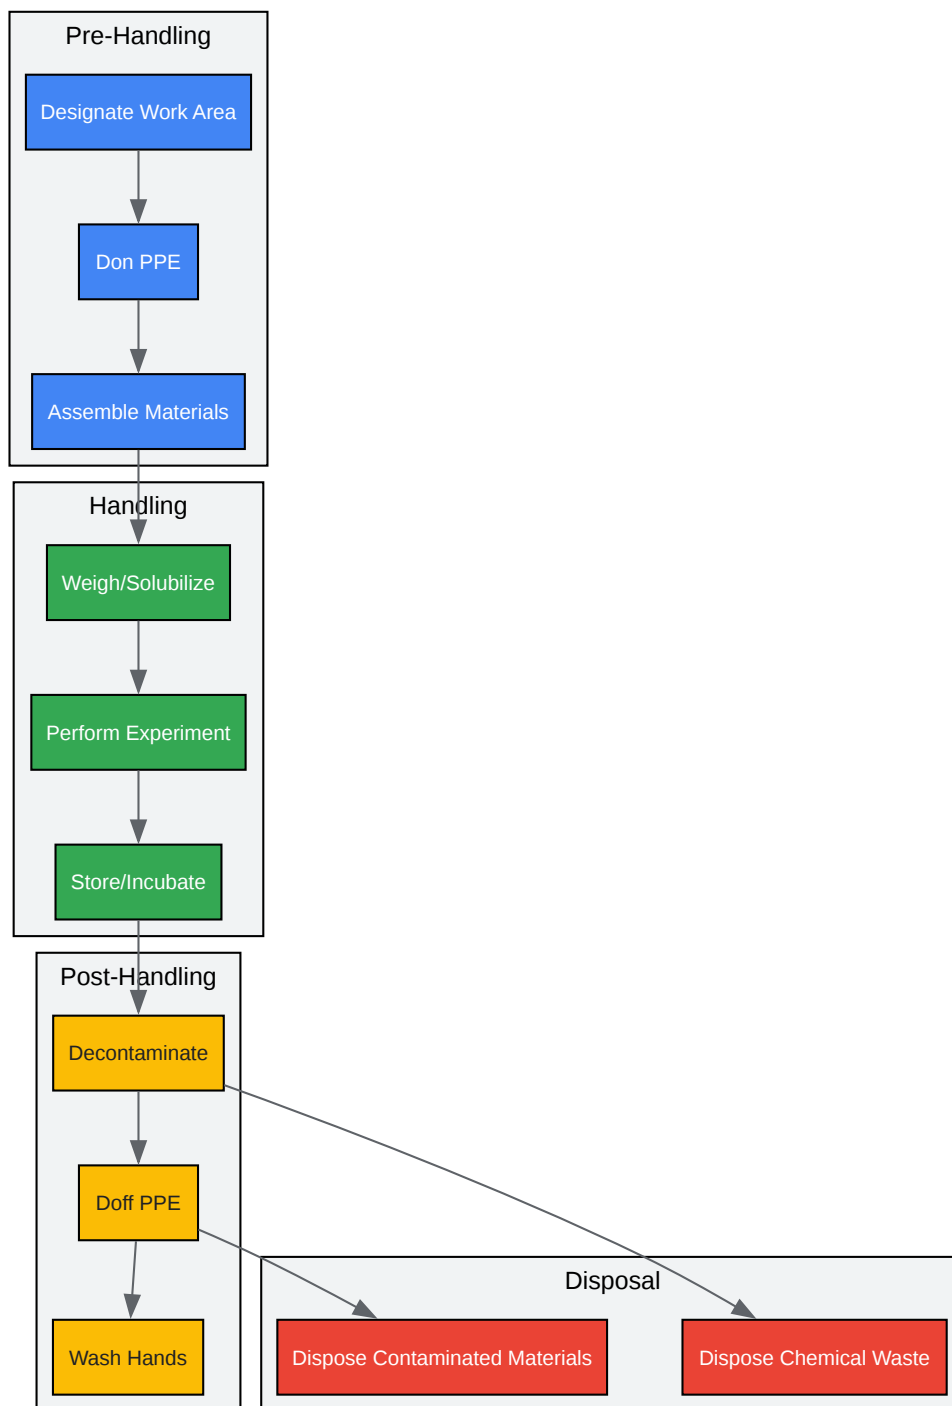 Pre-Handling
Designate Work Area
Don PPE
Assemble Materials
Handling
Weigh/Solubilize
Perform Experiment
Store/Incubate
Post-Handling
Decontaminate
Doff PPE
Wash Hands
Disposal
Dispose Contaminated Materials
Dispose Chemical Waste